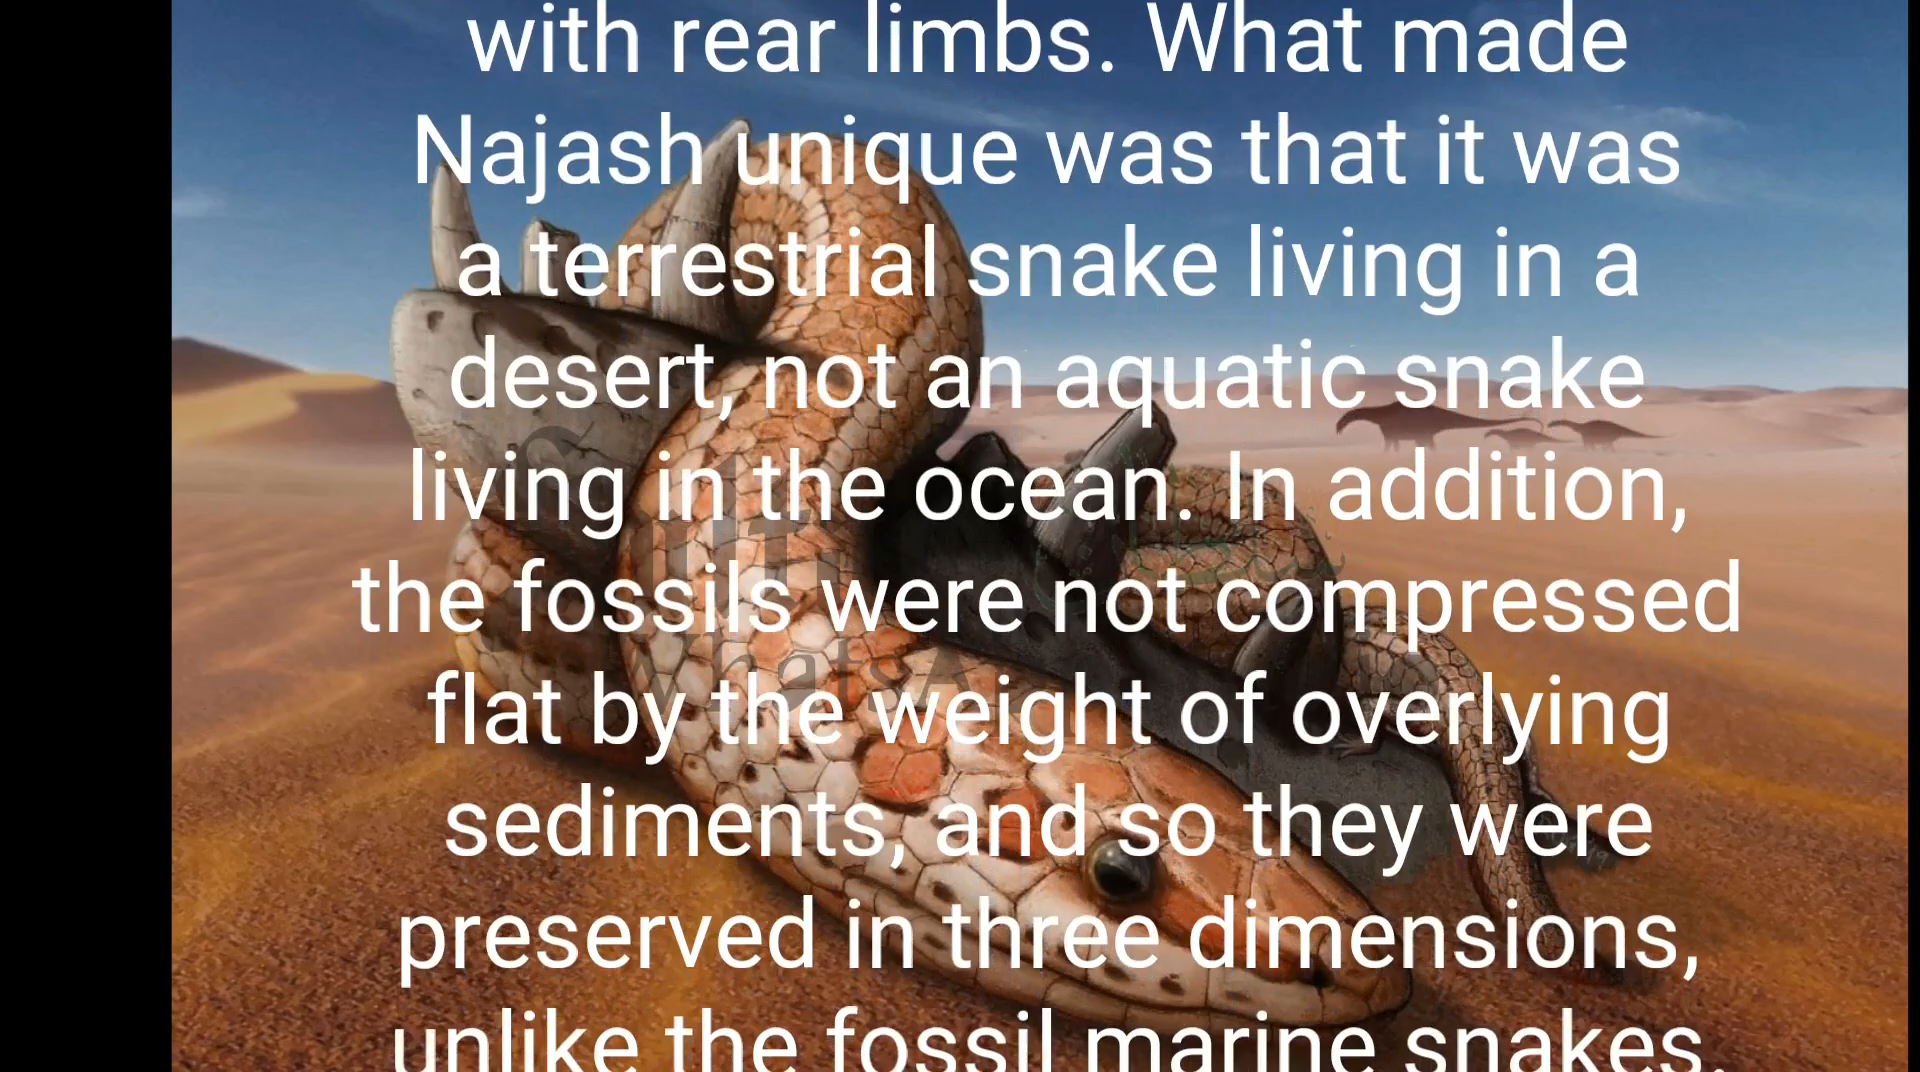 with rear limbs. What made
Najash unique was that it was
a terrestrial snake living in a
desert, not an aquatic snake
living in the ocean. In addition,
the fossils were not compressed
flat by the weight of overlying
sediments, and so they were
preserved in three dimensions,
unlike the fossil marine snakes.